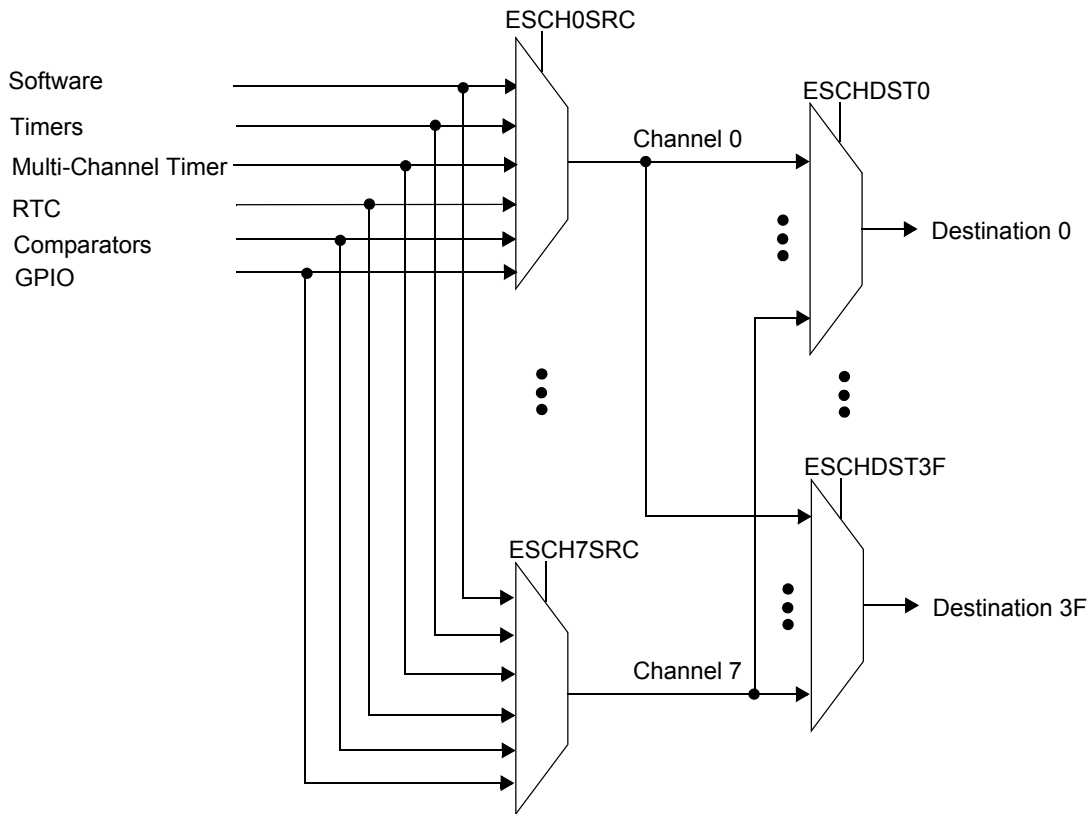 ESCH0SRC
Software
Timers
Multi-Channel Timer
RTC
Comparators
GPIO
Channel 0
ESCHDST0
Destination 0
ESCHDST3F
ESCH7SRC
Channel 7
Destination 3F